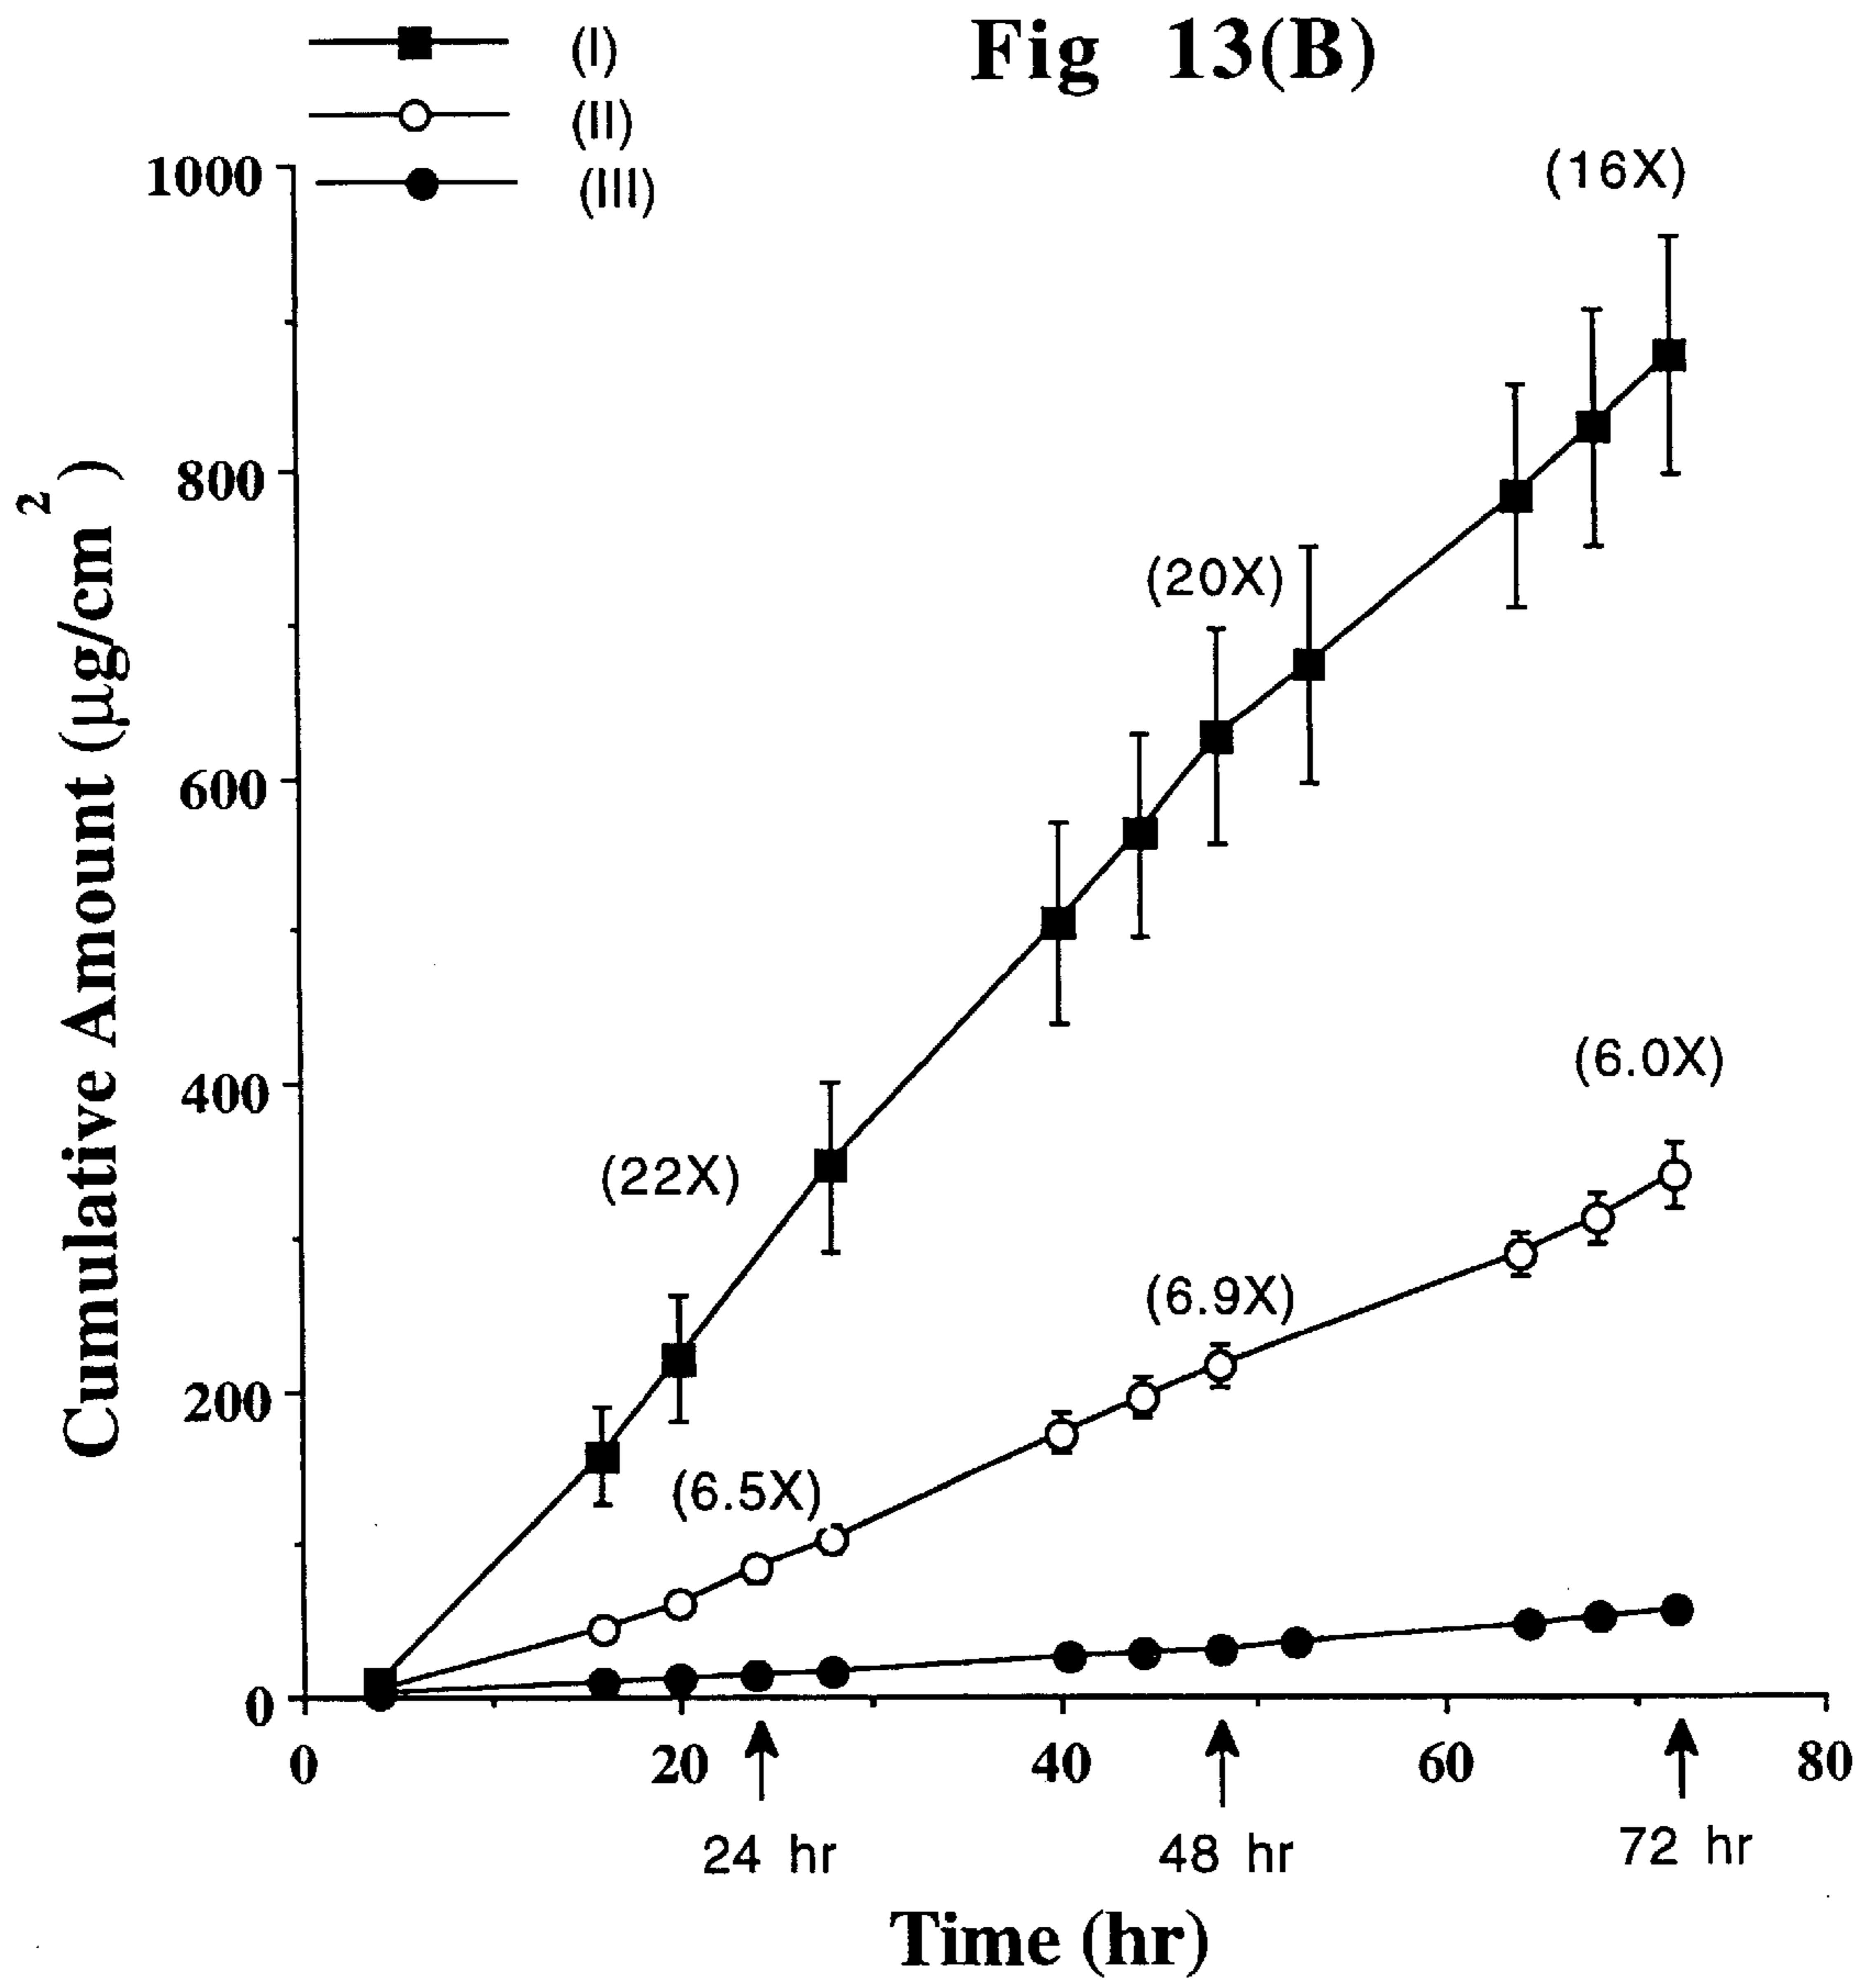 Fig 13(B)
(I)
(II)
(III)
1000
800
600
400
200
0
Cumulative Amount (µg/cm²)
(16X)
(20X)
(22X)
(6.0X)
(6.9X)
(6.5X)
0 20 40 60 80
24 hr 48 hr 72 hr
Time (hr)